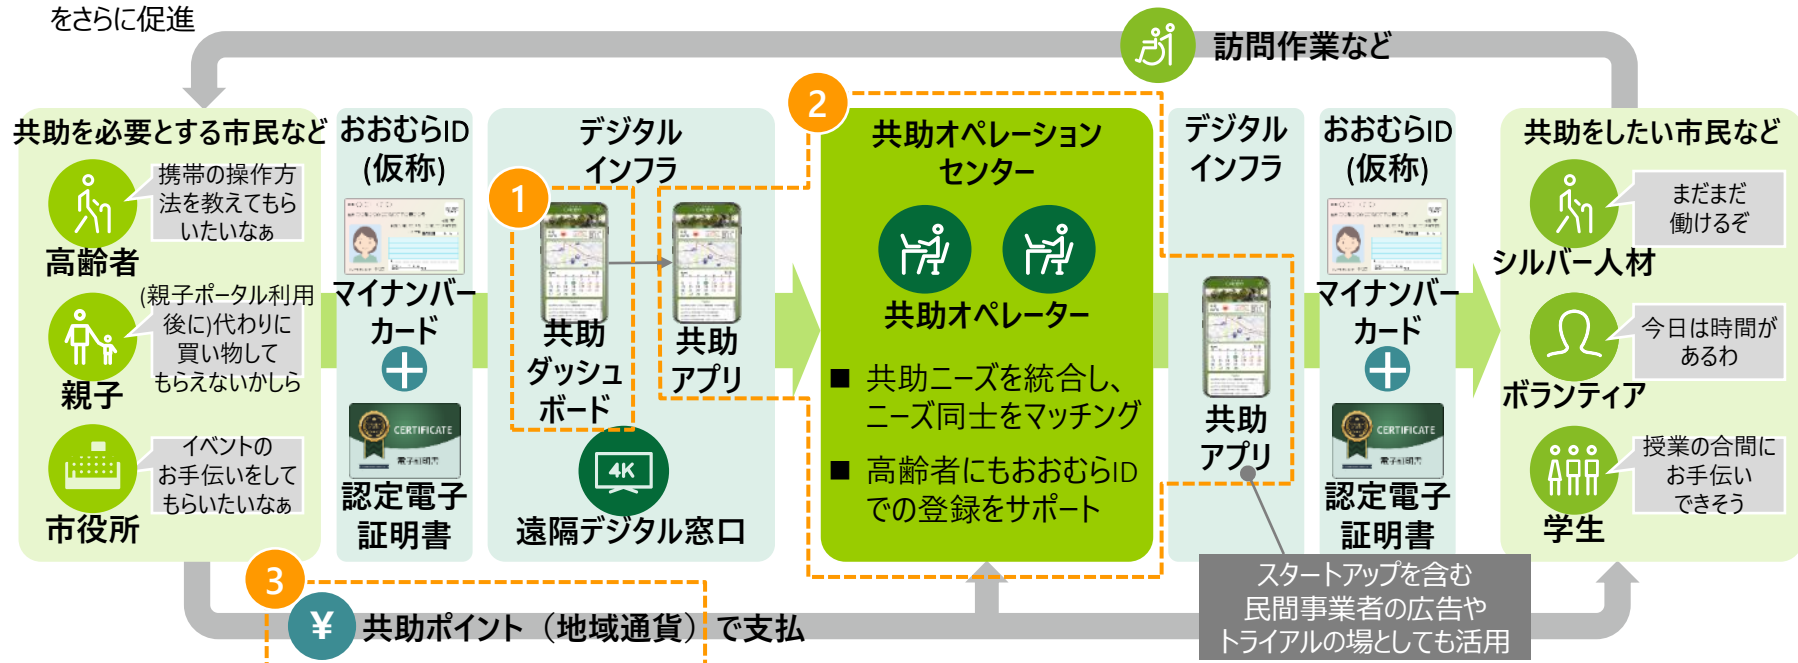 をさらに促進
訪問作業など
共助を必要とする市民など
携帯の操作方
法を教えてもら
いたいなぁ
高齢者
(親子ポータル利用
後に)代わりに
買い物して
もらえないかしら
親子
イベントの
お手伝いをして
もらいたいなぁ
市役所
おおむらID
(仮称)
マイナンバー
カード
CERTIFICATE
電子証明書
認定電子
証明書
デジタル
インフラ
1
共助
ダッシュ
ボード
共助
アプリ
4K
遠隔デジタル窓口
2
共助オペレーション
センター
共助オペレーター
■ 共助ニーズを統合し、
ニーズ同士をマッチング
■ 高齢者にもおおむらID
での登録をサポート
デジタル
インフラ
共助
アプリ
スタートアップを含む
民間事業者の広告や
トライアルの場としても活用
おおむらID
(仮称)
マイナンバー
カード
CERTIFICATE
電子証明書
認定電子
証明書
共助をしたい市民など
まだまだ
働けるぞ
シルバー人材
今日は時間が
あるわ
ボランティア
授業の合間に
お手伝い
できそう
学生
3
¥
共助ポイント（地域通貨）で支払